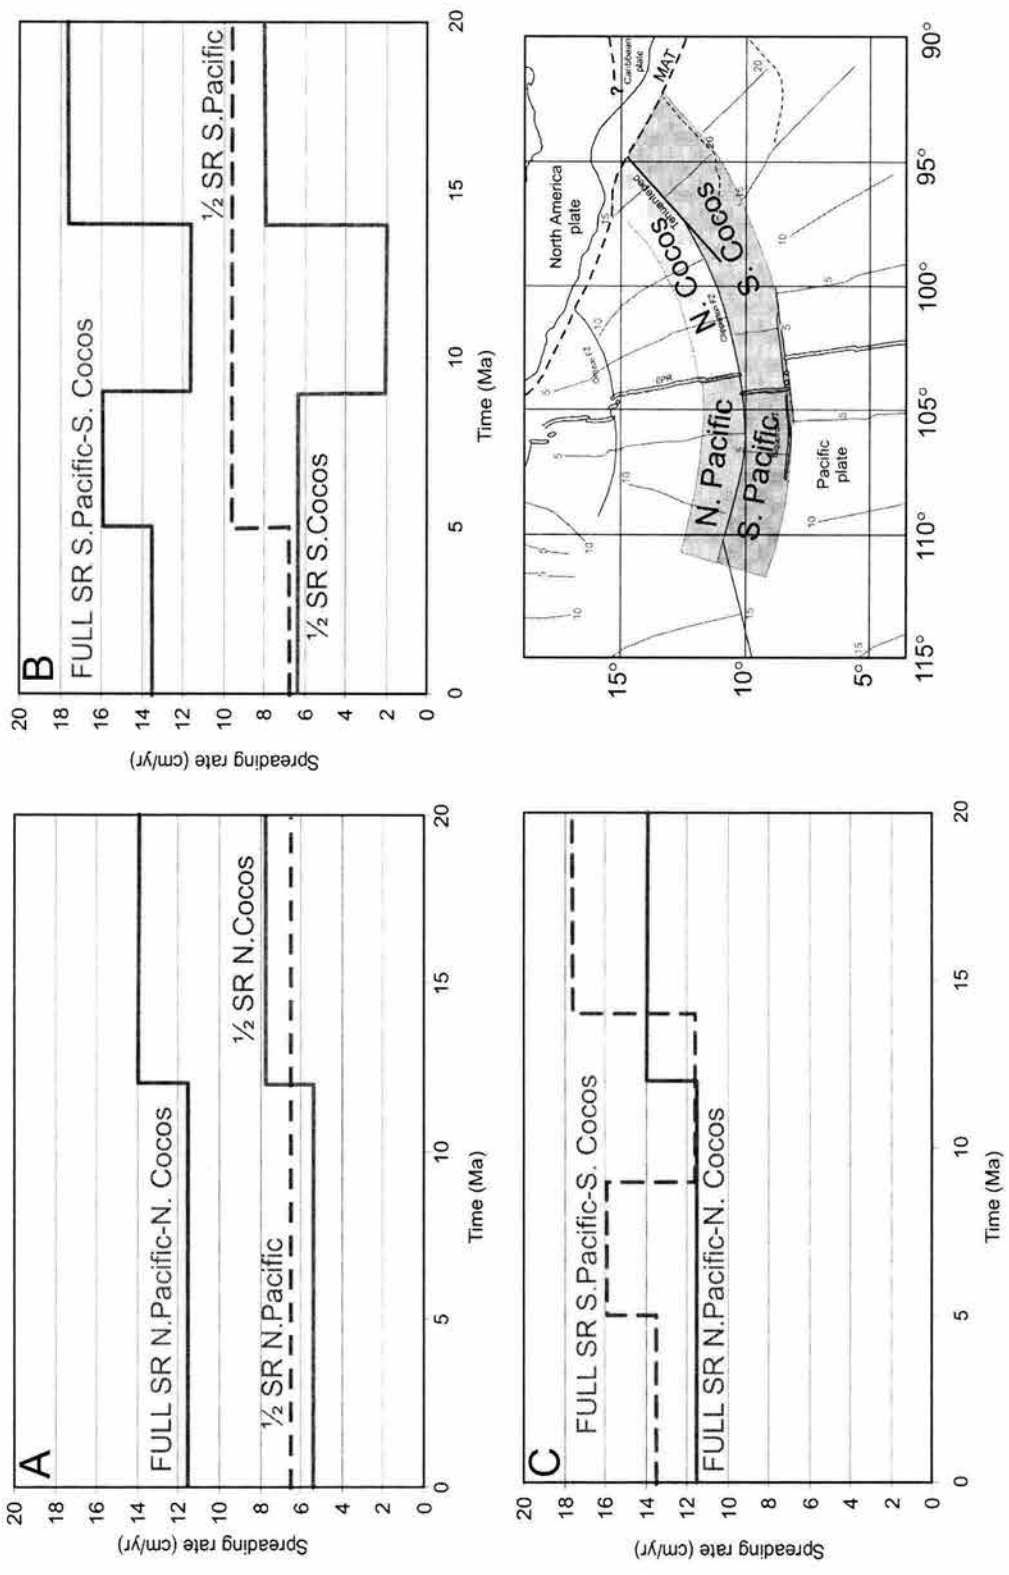 A
FULL SR N.Pacific-N. Cocos
½ SR N.Cocos
½ SR N.Pacific
20
18
16
14
12
10
8
6
4
2
0
0
5
10
15
20
Spreading rate (cm/yr)
Time (Ma)
B
FULL SR S.Pacific-S. Cocos
½ SR S.Pacific
½ SR S.Cocos
20
18
16
14
12
10
8
6
4
2
0
0
5
10
15
20
Spreading rate (cm/yr)
Time (Ma)
C
FULL SR S.Pacific-S. Cocos
FULL SR N.Pacific-N. Cocos
20
18
16
14
12
10
8
6
4
2
0
0
5
10
15
20
Spreading rate (cm/yr)
Time (Ma)
North America
plate
?
Caribbean
plate
MAT
Tehuantepec
N. Cocos
S. Cocos
N. Pacific
S. Pacific
Pacific
plate
EPR
Orozco FZ
Clipperton FZ
15°
10°
5°
115°
110°
105°
100°
95°
90°